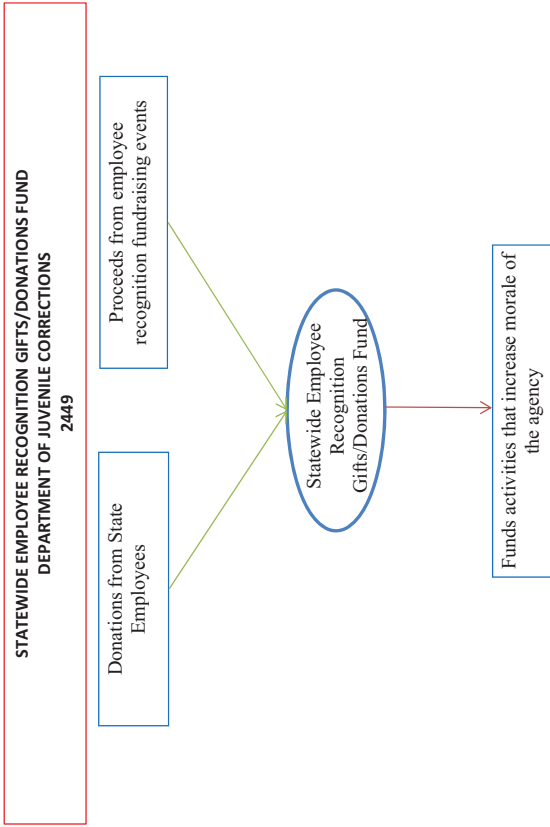 STATEWIDE EMPLOYEE RECOGNITION GIFTS/DONATIONS FUND
DEPARTMENT OF JUVENILE CORRECTIONS
2449
Donations from State
Employees
Proceeds from employee
recognition fundraising events
Statewide Employee
Recognition
Gifts/Donations Fund
Funds activities that increase morale of
the agency